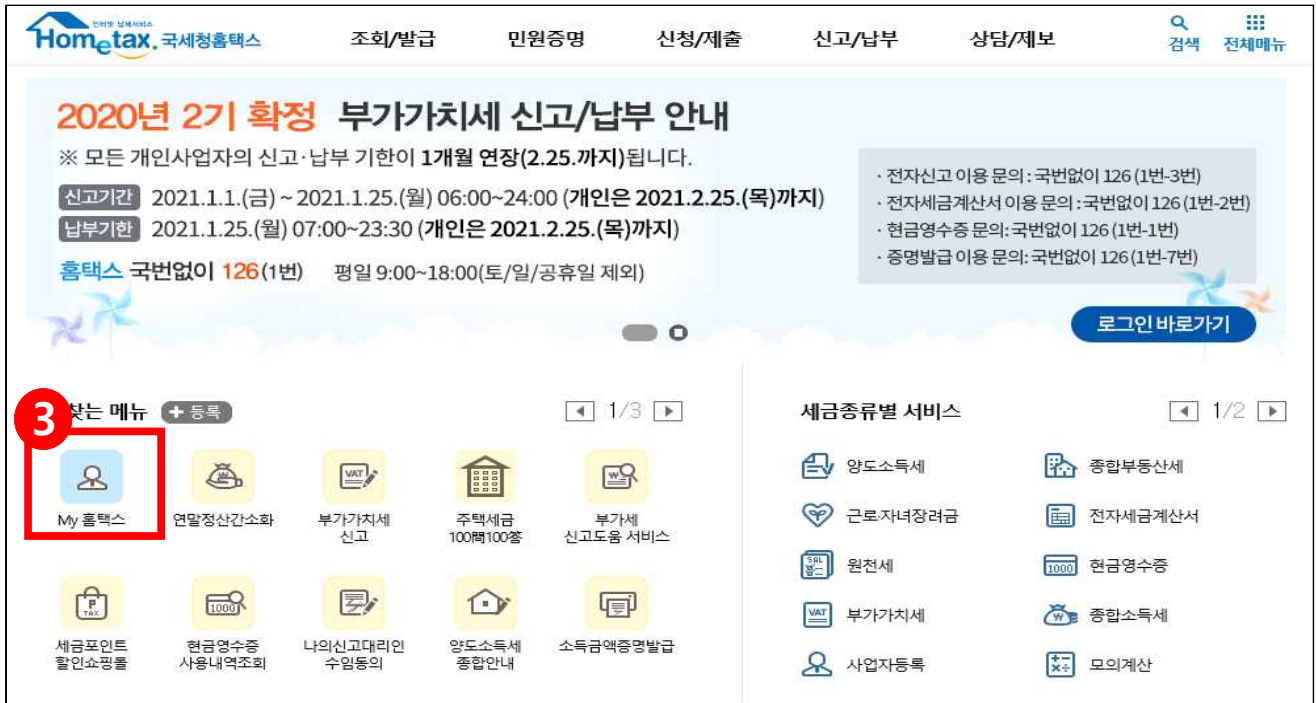 인터넷 납세서비스
Hometax. 국세청홈택스
조회/발급 민원증명 신청/제출 신고/납부 상담/제보
검색 전체메뉴
2020년 2기 확정 부가가치세 신고/납부 안내
※ 모든 개인사업자의 신고·납부 기한이 1개월 연장(2.25.까지)됩니다.
신고기간 2021.1.1.(금) ~ 2021.1.25.(월) 06:00~24:00 (개인은 2021.2.25.(목)까지)
납부기한 2021.1.25.(월) 07:00~23:30 (개인은 2021.2.25.(목)까지)
홈택스 국번없이 126(1번) 평일 9:00~18:00(토/일/공휴일 제외)
· 전자신고 이용 문의 : 국번없이 126 (1번-3번)
· 전자세금계산서 이용 문의 : 국번없이 126 (1번-2번)
· 현금영수증 문의: 국번없이 126 (1번-1번)
· 증명발급 이용 문의: 국번없이 126 (1번-7번)
로그인 바로가기
3
찾는 메뉴 + 등록 1/3
My 홈택스
연말정산간소화
부가가치세
신고
주택세금
100問100答
부가세
신고도움 서비스
세금포인트
할인쇼핑몰
현금영수증
사용내역조회
나의신고대리인
수임동의
양도소득세
종합안내
소득금액증명발급
세금종류별 서비스 1/2
양도소득세 종합부동산세
근로·자녀장려금 전자세금계산서
원천세 현금영수증
부가가치세 종합소득세
사업자등록 모의계산